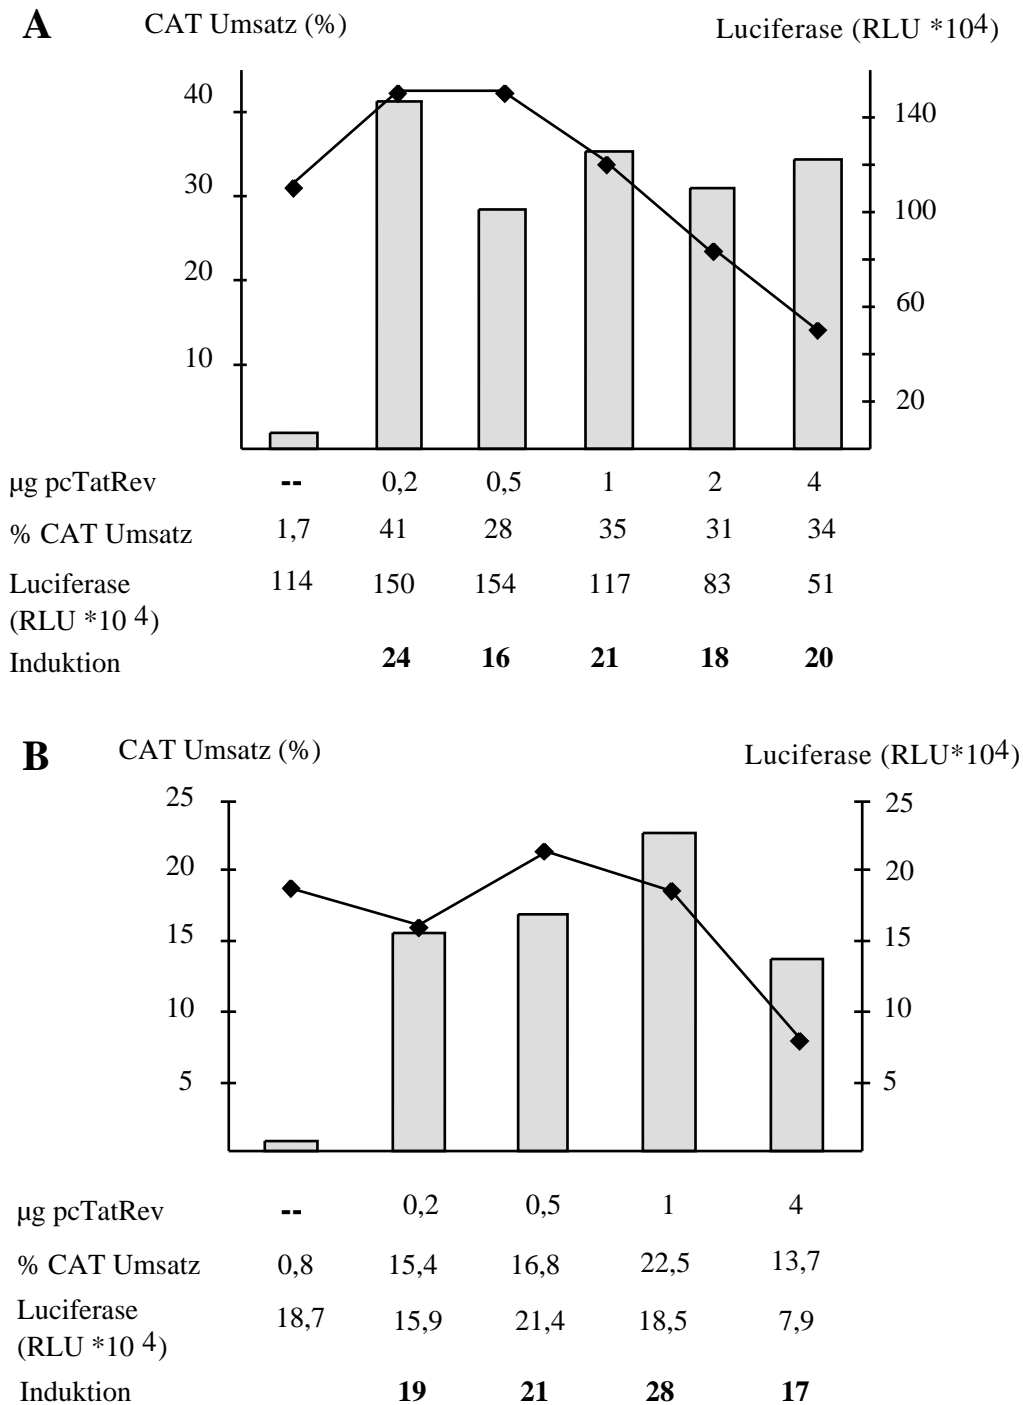 A CAT Umsatz (%) Luciferase (RLU *104)
40
30
20
10
140
100
60
20
µg pcTatRev -- 0,2 0,5 1 2 4
% CAT Umsatz 1,7 41 28 35 31 34
Luciferase 114 150 154 117 83 51
(RLU *10 4)
Induktion 24 16 21 18 20
B CAT Umsatz (%) Luciferase (RLU*104)
25
20
15
10
5
25
20
15
10
5
µg pcTatRev -- 0,2 0,5 1 4
% CAT Umsatz 0,8 15,4 16,8 22,5 13,7
Luciferase 18,7 15,9 21,4 18,5 7,9
(RLU *10 4)
Induktion 19 21 28 17